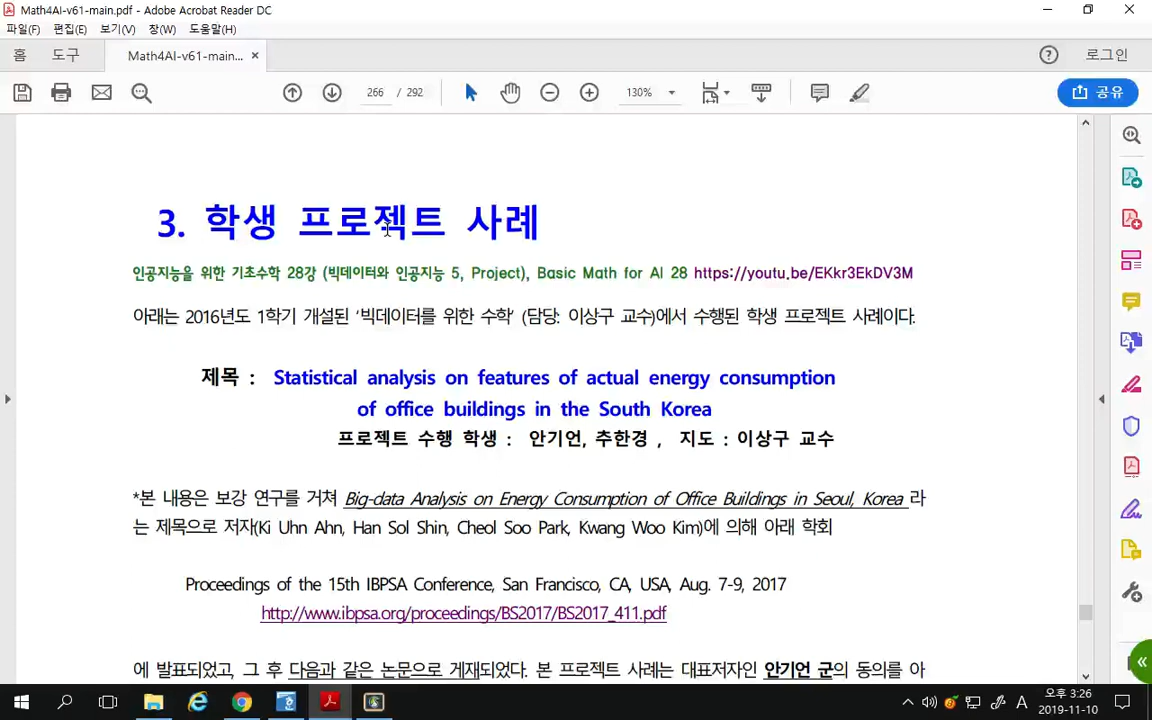 Math4AI-v61-main.pdf - Adobe Acrobat Reader DC
파일(F) 편집(E) 보기(V) 창(W) 도움말(H)
홈 도구 Math4AI-v61-main... × 로그인
266 / 292 130% 공유
3. 학생 프로젝트 사례
인공지능을 위한 기초수학 28강 (빅데이터와 인공지능 5, Project), Basic Math for AI 28 https://youtu.be/EKkr3EkDV3M
아래는 2016년도 1학기 개설된 ‘빅데이터를 위한 수학’ (담당: 이상구 교수)에서 수행된 학생 프로젝트 사례이다.
제목 : Statistical analysis on features of actual energy consumption
of office buildings in the South Korea
프로젝트 수행 학생 : 안기언, 추한경 , 지도 : 이상구 교수
*본 내용은 보강 연구를 거쳐 Big-data Analysis on Energy Consumption of Office Buildings in Seoul, Korea 라
는 제목으로 저자(Ki Uhn Ahn, Han Sol Shin, Cheol Soo Park, Kwang Woo Kim)에 의해 아래 학회
Proceedings of the 15th IBPSA Conference, San Francisco, CA, USA, Aug. 7-9, 2017
http://www.ibpsa.org/proceedings/BS2017/BS2017_411.pdf
에 발표되었고, 그 후 다음과 같은 논문으로 게재되었다. 본 프로젝트 사례는 대표저자인 안기언 군의 동의를 아
A 오후 3:26
2019-11-10